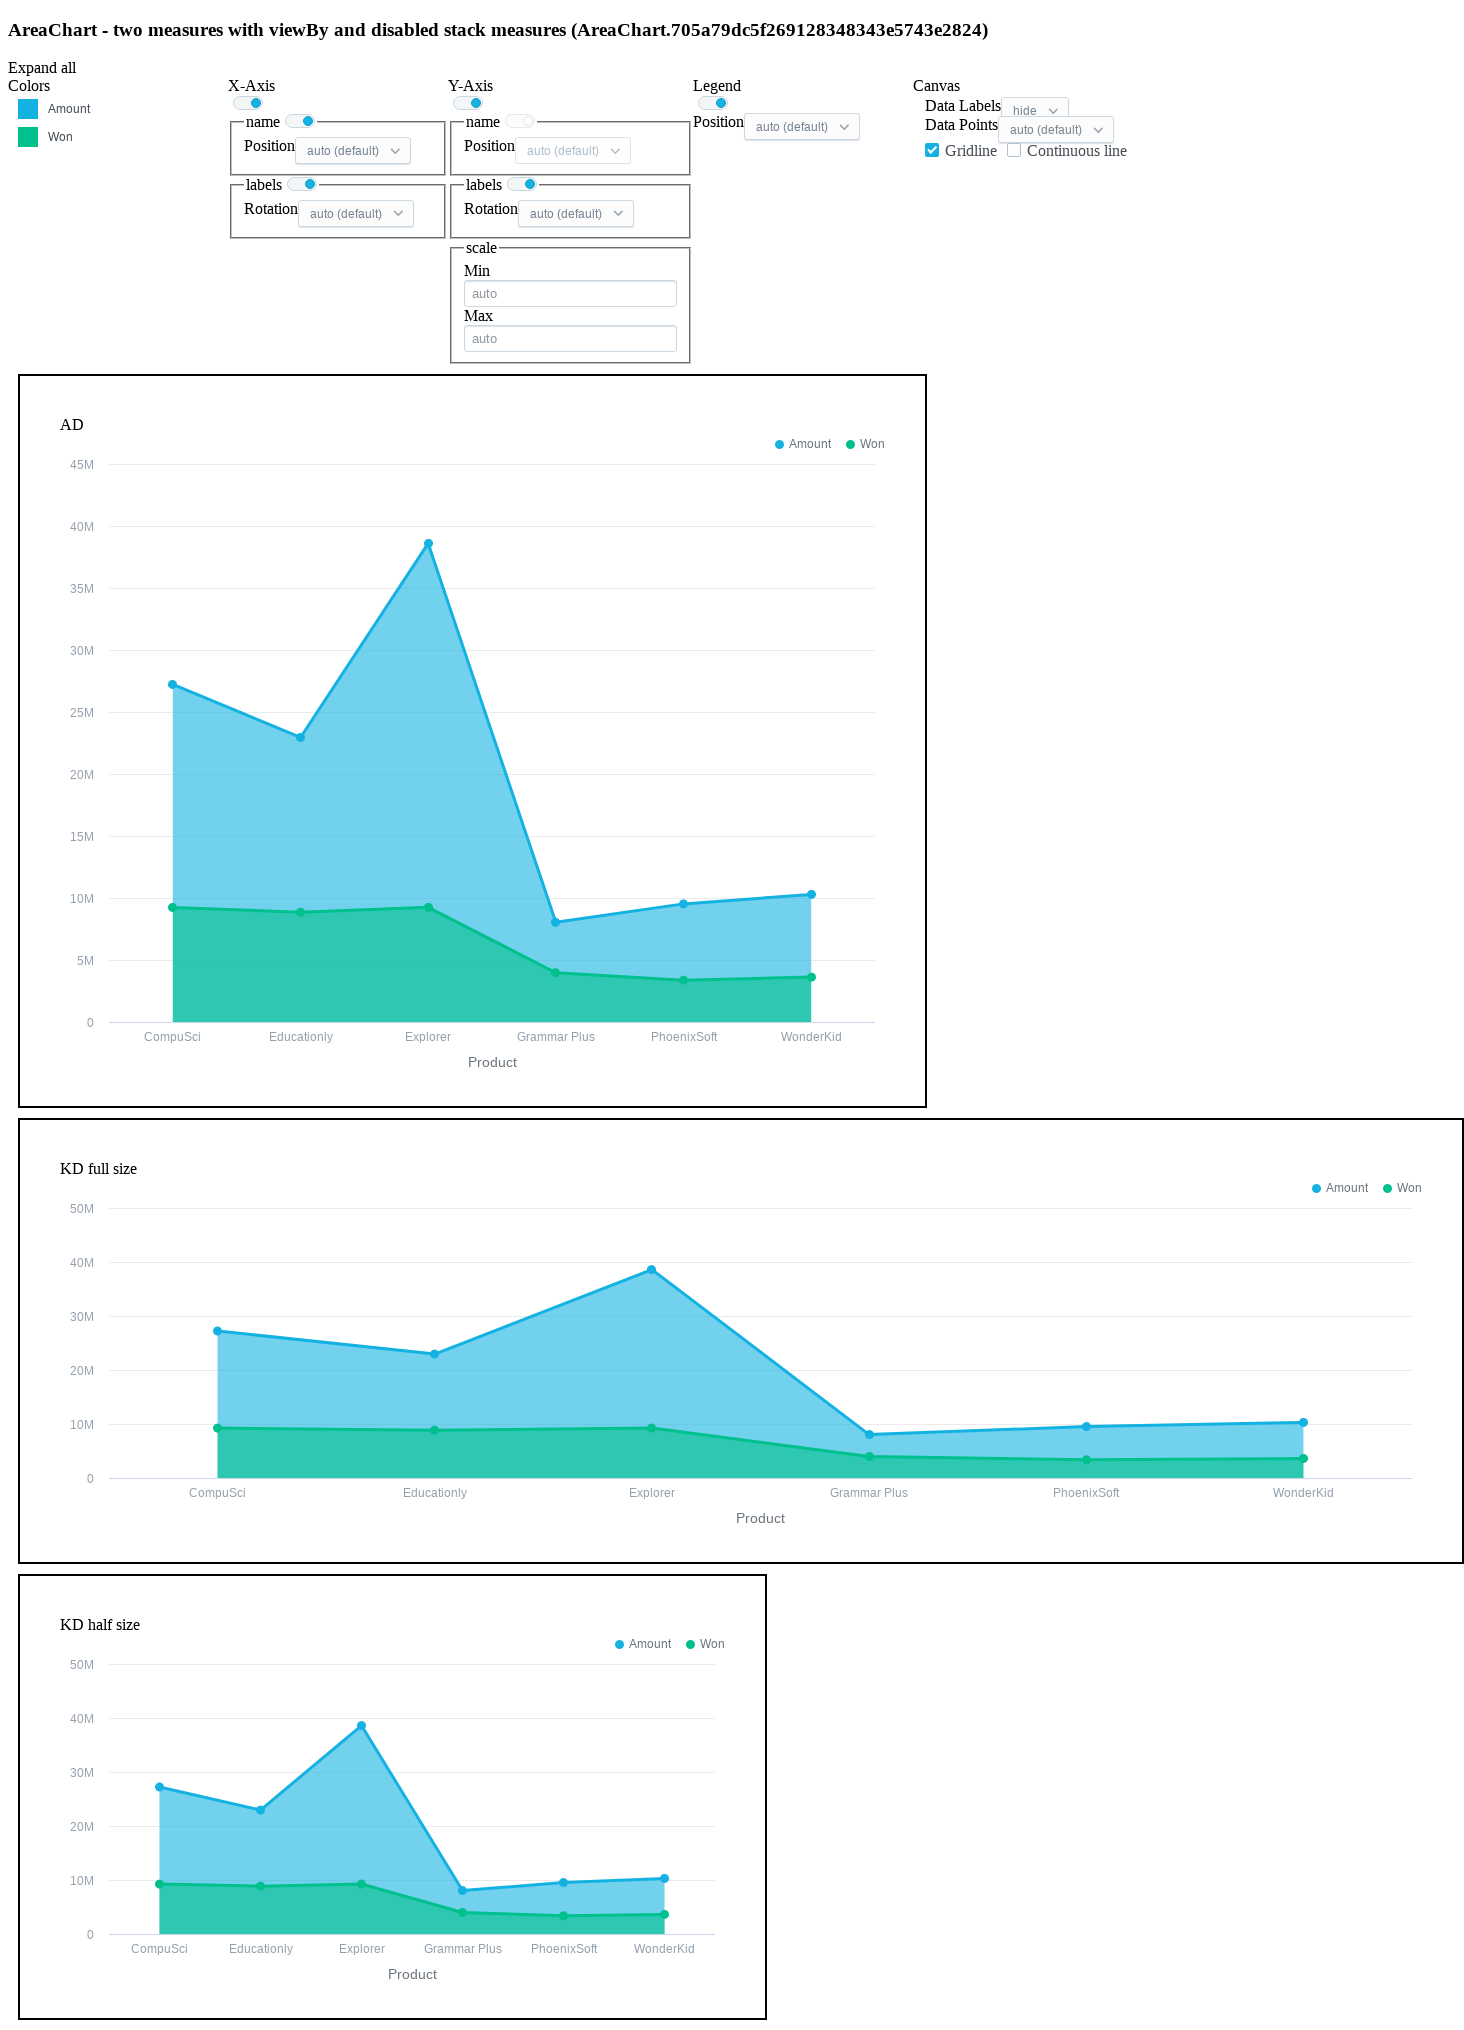 AreaChart - two measures with viewBy and disabled stack measures (AreaChart.705a79dc5f269128348343e5743e2824)
Expand all
Colors
Amount
Won
X-Axis
name
Position auto (default)
labels
Rotation auto (default)
Y-Axis
name
Position auto (default)
labels
Rotation auto (default)
scale
Min
auto
Max
auto
Legend
Position auto (default)
Canvas
Data Labels hide
Data Points auto (default)
Gridline Continuous line
AD
Amount Won
45M
40M
35M
30M
25M
20M
15M
10M
5M
0
CompuSci Educationly Explorer Grammar Plus PhoenixSoft WonderKid
Product
KD full size
Amount Won
50M
40M
30M
20M
10M
0
CompuSci Educationly Explorer Grammar Plus PhoenixSoft WonderKid
Product
KD half size
Amount Won
50M
40M
30M
20M
10M
0
CompuSci Educationly Explorer Grammar Plus PhoenixSoft WonderKid
Product